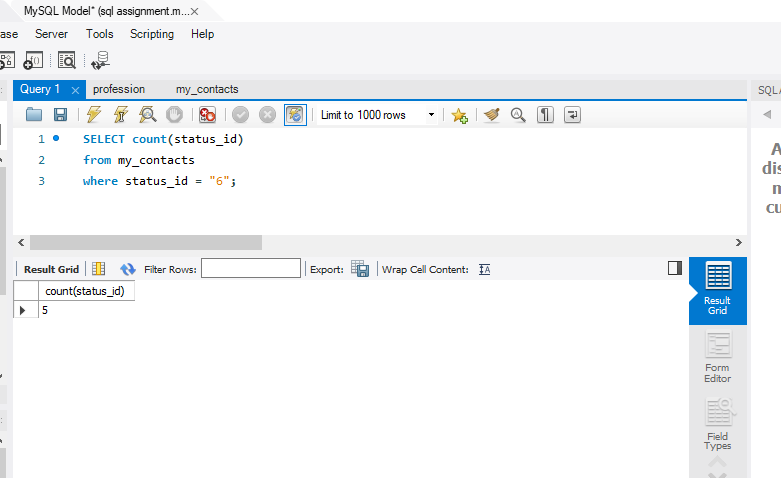 MySQL Model* (sql assignment.m...
ase Server Tools Scripting Help
Query 1 profession my_contacts
SQL
Limit to 1000 rows
1 SELECT count(status_id)
2 from my_contacts
3 where status_id = "6";
A
dis
cu
Result Grid Filter Rows: Export: Wrap Cell Content:
count(status_id)
5
Result
Grid
Form
Editor
Field
Types